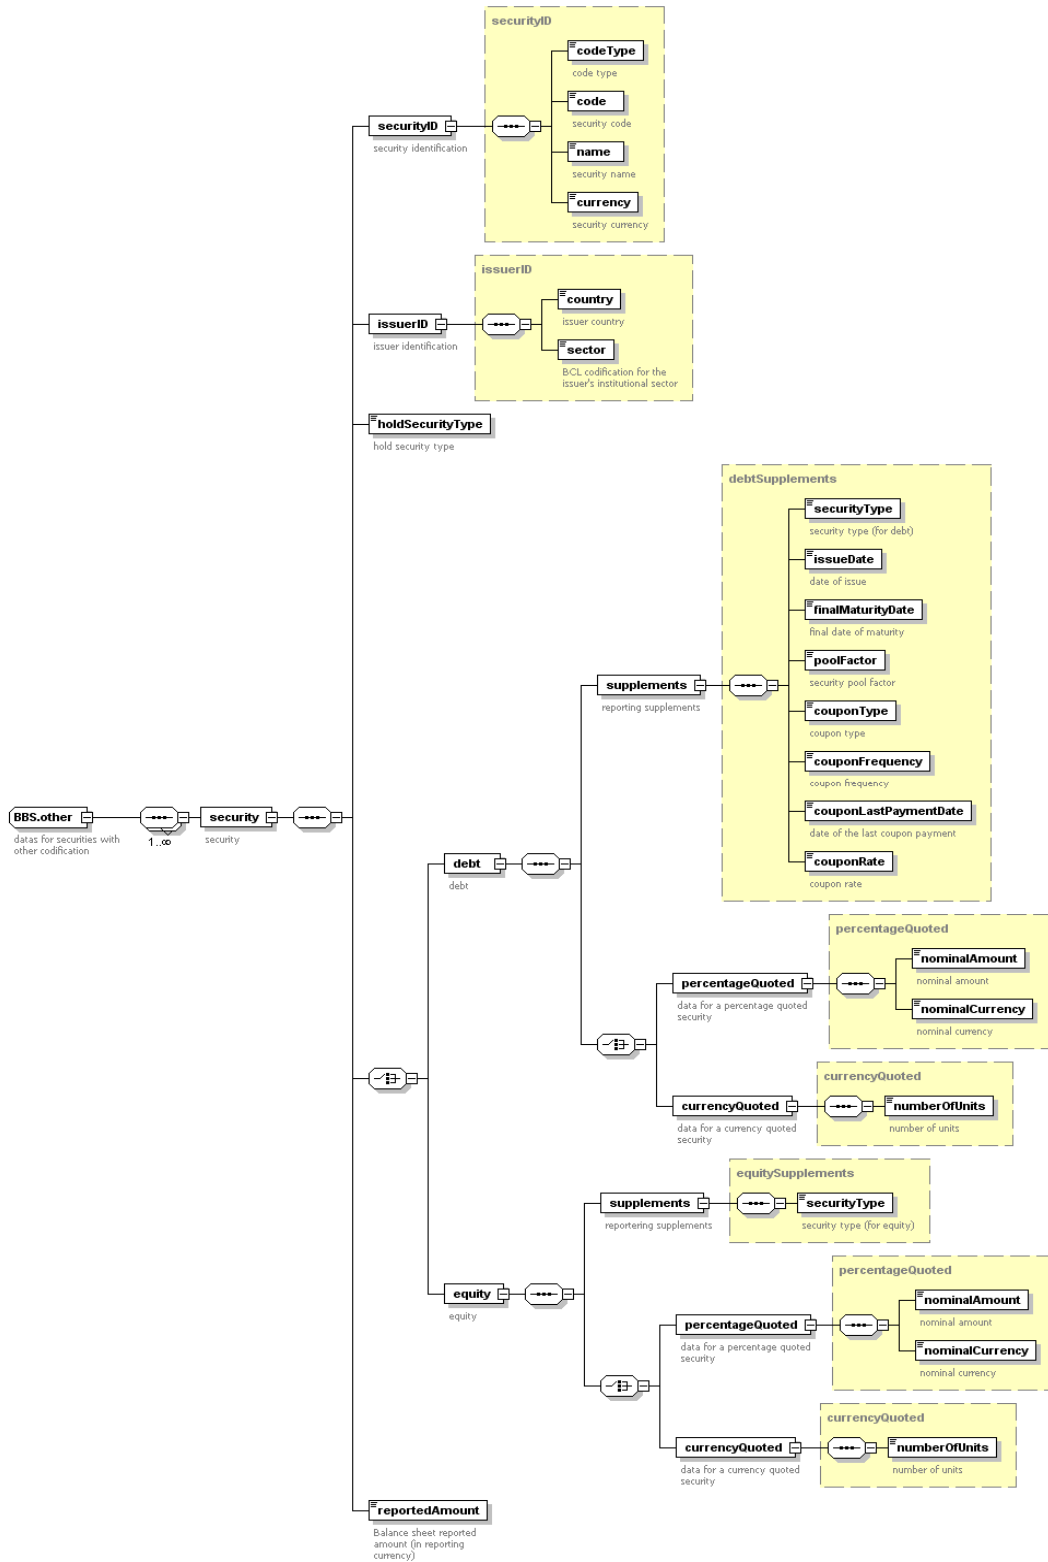 securityID
codeType
code type
code
security code
name
security name
currency
security currency
securityID
security identification
issuerID
country
issuer country
sector
BCL codification for the
issuer's institutional sector
issuerID
issuer identification
holdSecurityType
hold security type
debtSupplements
securityType
security type (for debt)
issueDate
date of issue
finalMaturityDate
final date of maturity
poolFactor
security pool factor
couponType
coupon type
couponFrequency
coupon frequency
couponLastPaymentDate
date of the last coupon payment
couponRate
coupon rate
supplements
reporting supplements
BBS.other
datas for securities with
other codification
1..∞
security
security
debt
debt
percentageQuoted
nominalAmount
nominal amount
nominalCurrency
nominal currency
percentageQuoted
data for a percentage quoted
security
currencyQuoted
numberOfUnits
number of units
currencyQuoted
data for a currency quoted
security
equitySupplements
securityType
security type (for equity)
supplements
reportering supplements
equity
equity
percentageQuoted
nominalAmount
nominal amount
nominalCurrency
nominal currency
percentageQuoted
data for a percentage quoted
security
currencyQuoted
numberOfUnits
number of units
currencyQuoted
data for a currency quoted
security
reportedAmount
Balance sheet reported
amount (in reporting
currency)